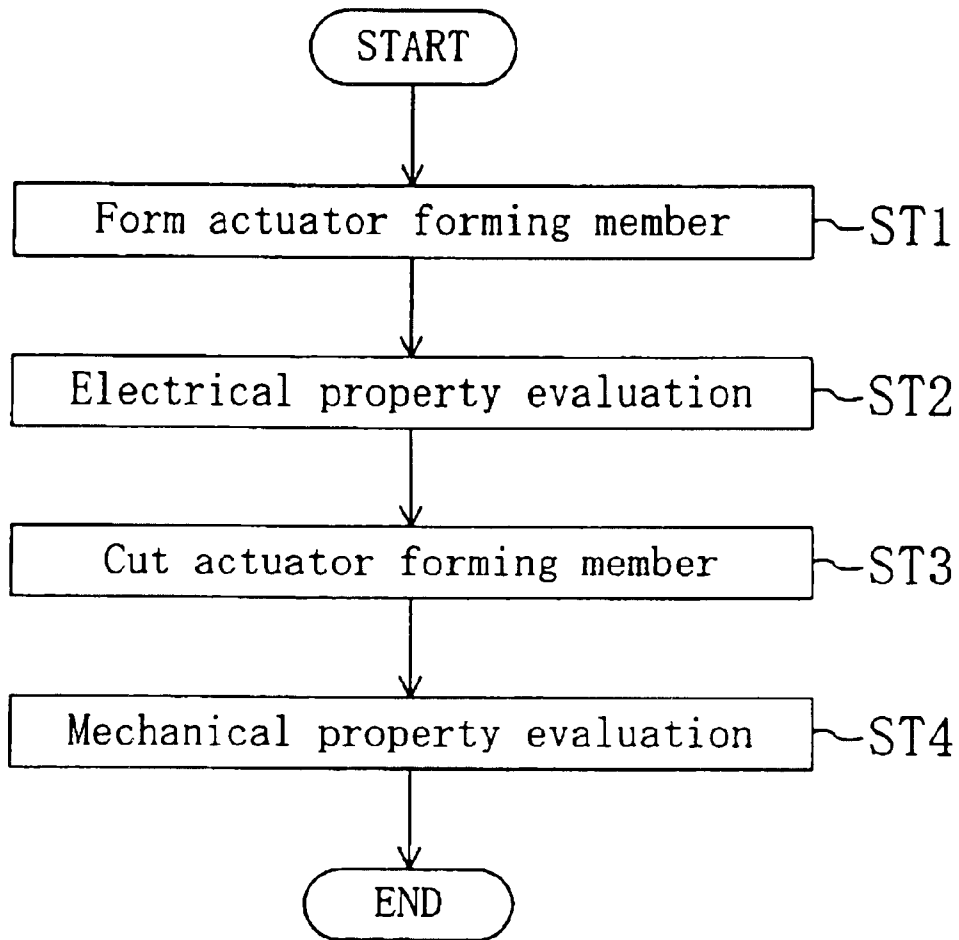 START
Form actuator forming member ST1
Electrical property evaluation ST2
Cut actuator forming member ST3
Mechanical property evaluation ST4
END